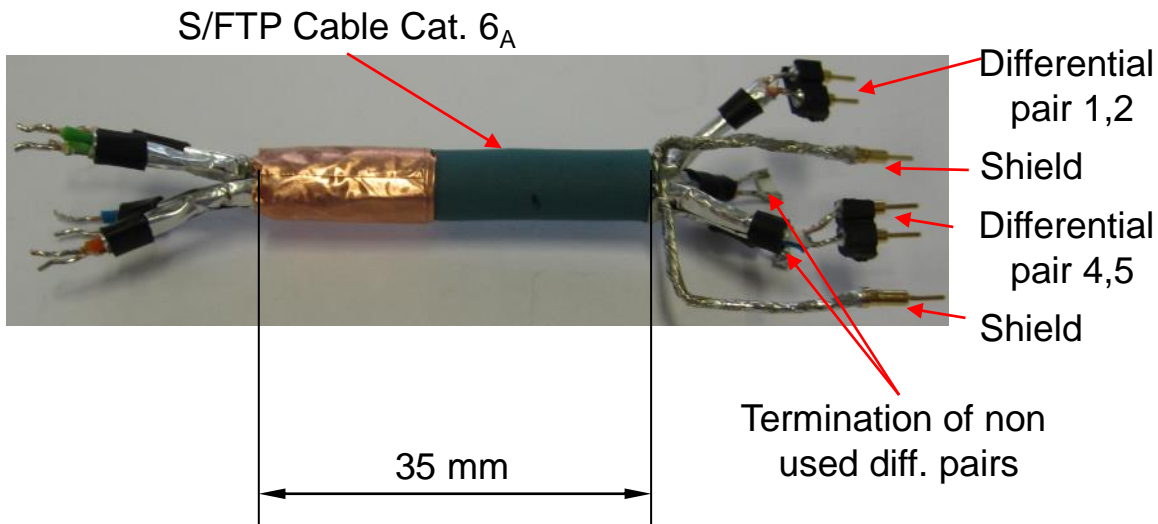 S/FTP Cable Cat. 6A
Differential
pair 1,2
Shield
Differential
pair 4,5
Shield
Termination of non
used diff. pairs
35 mm